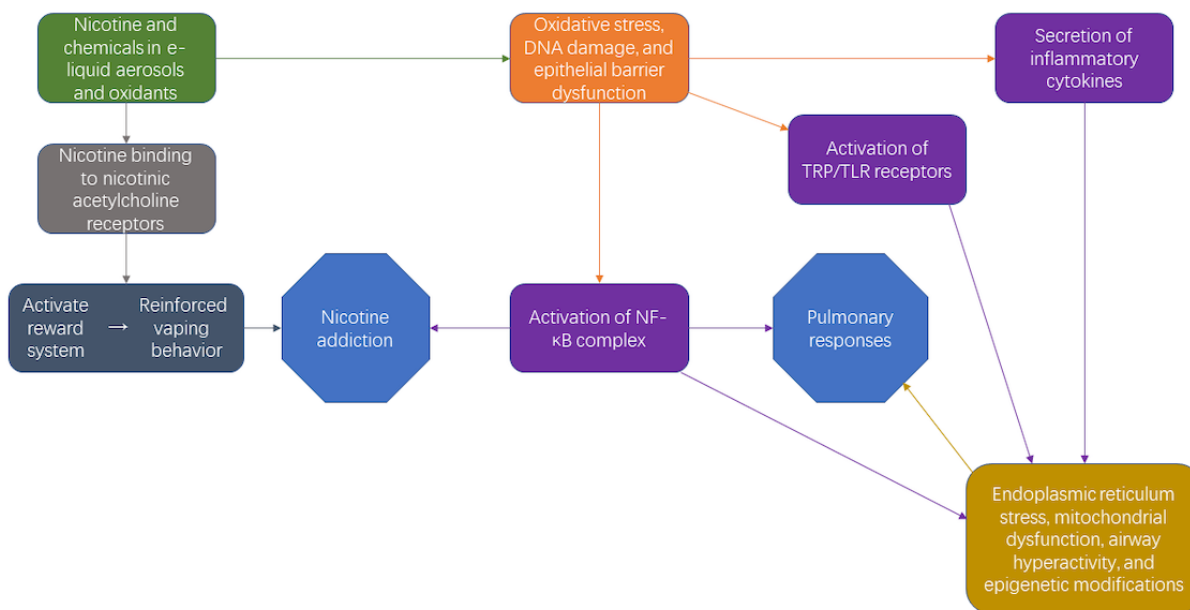 Nicotine and
chemicals in e-
liquid aerosols
and oxidants
Oxidative stress,
DNA damage, and
epithelial barrier
dysfunction
Secretion of
inflammatory
cytokines
Nicotine binding
to nicotinic
acetylcholine
receptors
Activation of
TRP/TLR receptors
Activate
reward
system
→
Reinforced
vaping
behavior
Nicotine
addiction
Activation of NF-
κB complex
Pulmonary
responses
Endoplasmic reticulum
stress, mitochondrial
dysfunction, airway
hyperactivity, and
epigenetic modifications